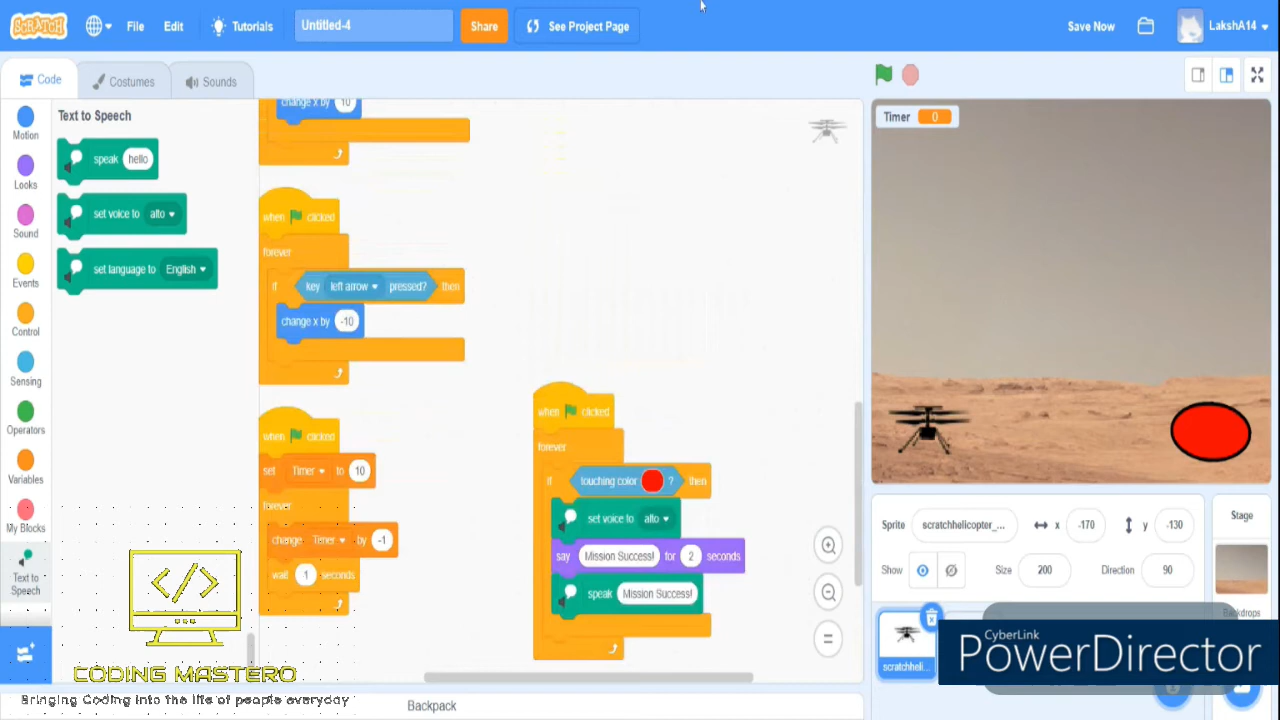 SCRATCH
File
Edit
Tutorials
Untitled-4
Share
See Project Page
Save Now
LakshA14
Code
Costumes
Sounds
Motion
Looks
Sound
Events
Control
Sensing
Operators
Variables
My Blocks
Text to Speech
Text to Speech
speak hello
set voice to alto
set language to English
change x by 10
when clicked
forever
if key left arrow pressed? then
change x by -10
when clicked
set Timer to 10
forever
change Timer by -1
wait 1 seconds
when clicked
forever
if touching color ? then
set voice to alto
say Mission Success! for 2 seconds
speak Mission Success!
Backpack
Timer 0
Sprite scratchhelicopter_... x -170 y -130
Show Size 200 Direction 90
Stage
Backdrops
scratchheli...
</>
CODING MASTERO
Bringing Coding into the life of people everyday
CyberLink
PowerDirector